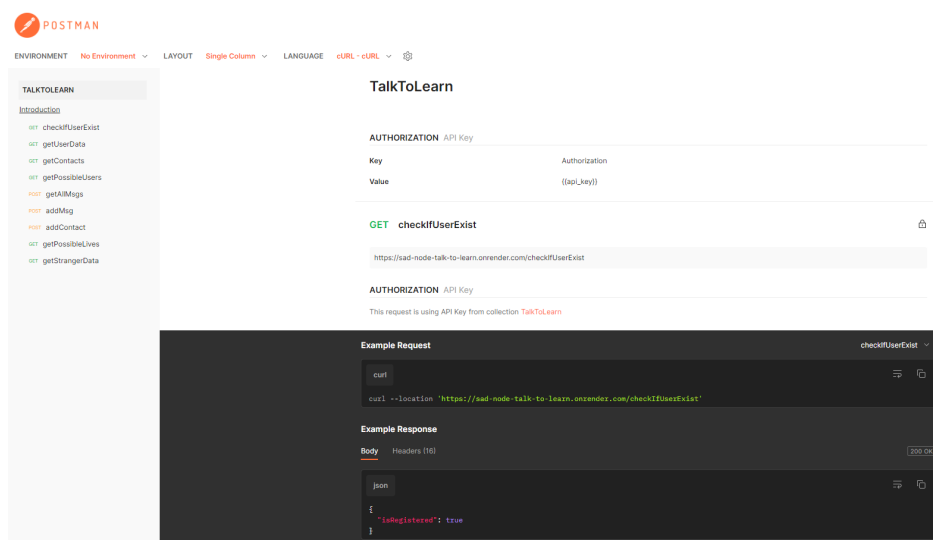 POSTMAN
ENVIRONMENT No Environment LAYOUT Single Column LANGUAGE cURL - cURL
TALKTOLEARN
Introduction
GET checkIfUserExist
GET getUserData
GET getContacts
GET getPossibleUsers
POST getAllMsgs
POST addMsg
POST addContact
GET getPossibleLives
GET getStrangerData
TalkToLearn
AUTHORIZATION API Key
Key Authorization
Value {{api_key}}
GET checkIfUserExist
https://sad-node-talk-to-learn.onrender.com/checkIfUserExist
AUTHORIZATION API Key
This request is using API Key from collection TalkToLearn
Example Request checkIfUserExist
curl
curl --location 'https://sad-node-talk-to-learn.onrender.com/checkIfUserExist'
Example Response
Body Headers (16) 200 OK
json
{
"isRegistered": true
}